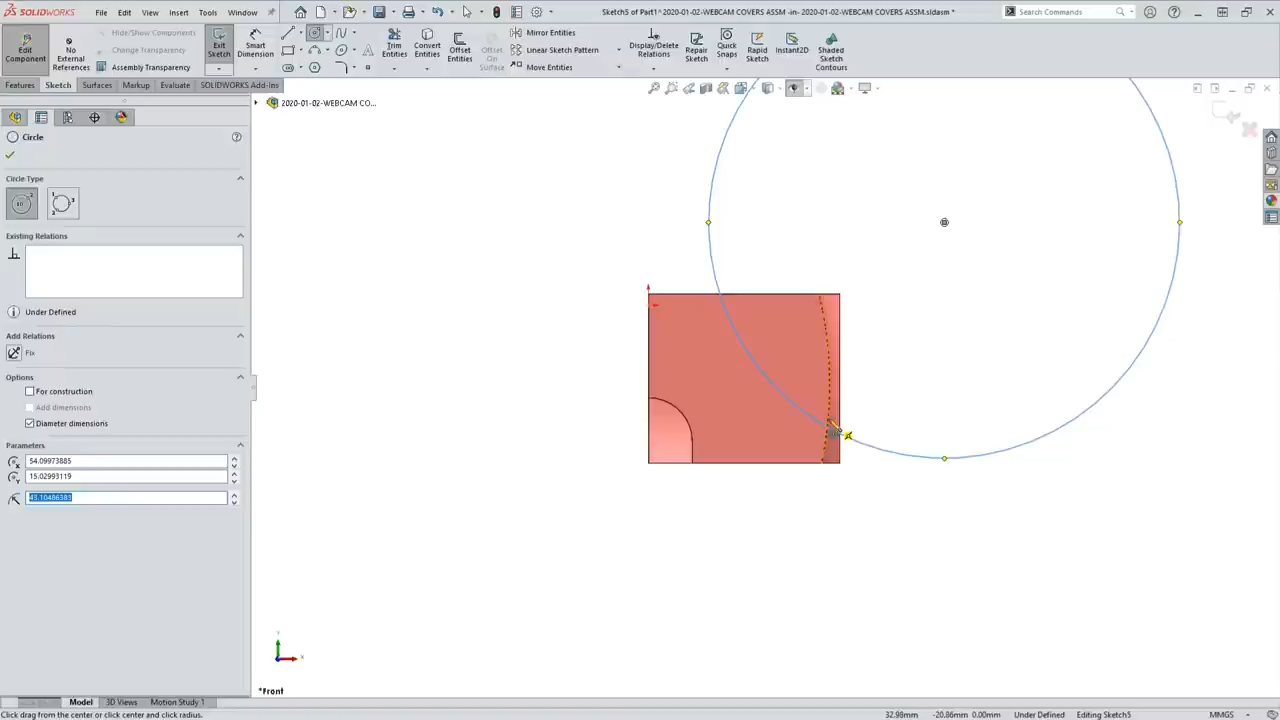 SOLIDWORKS File Edit View Insert Tools Window Sketch5 of Part1^2020-01-02-WEBCAM COVERS ASSM -in- 2020-01-02-WEBCAM COVERS ASSM.sldasm * Search Commands
Edit Component
No External References
Hide/Show Components
Change Transparency
Assembly Transparency
Exit Sketch
Smart Dimension
Trim Entities
Convert Entities
Offset Entities
Offset On Surface
Mirror Entities
Linear Sketch Pattern
Move Entities
Display/Delete Relations
Repair Sketch
Quick Snaps
Rapid Sketch
Instant2D
Shaded Sketch Contours
Features Sketch Surfaces Markup Evaluate SOLIDWORKS Add-Ins
2020-01-02-WEBCAM CO...
Circle
Circle Type
Existing Relations
Under Defined
Add Relations
Fix
Options
For construction
Add dimensions
Diameter dimensions
Parameters
54.09973885
15.02993119
43.10486383
*Front
Model 3D Views Motion Study 1
Click drag from the center or click center and click radius. 32.98mm -20.86mm 0.00mm Under Defined Editing Sketch5 MMGS